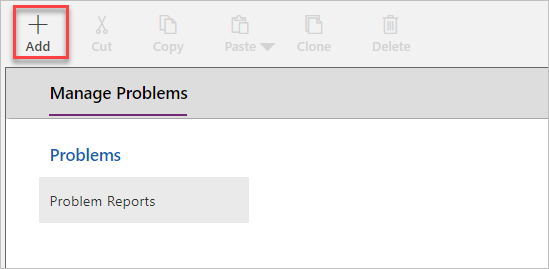 Add Cut Copy Paste Clone Delete
Manage Problems
Problems
Problem Reports